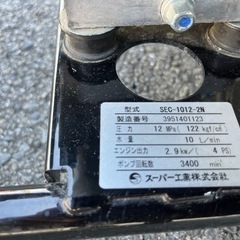 型式 SEC-1012-2N
製造番号 3951401123
圧力 12 MPa(122 kgf/c㎡)
水量 10 L/min
エンジン出力 2.9kw/(4 PS)
ポンプ回転数 3400 min⁻¹
スーパー工業株式会社